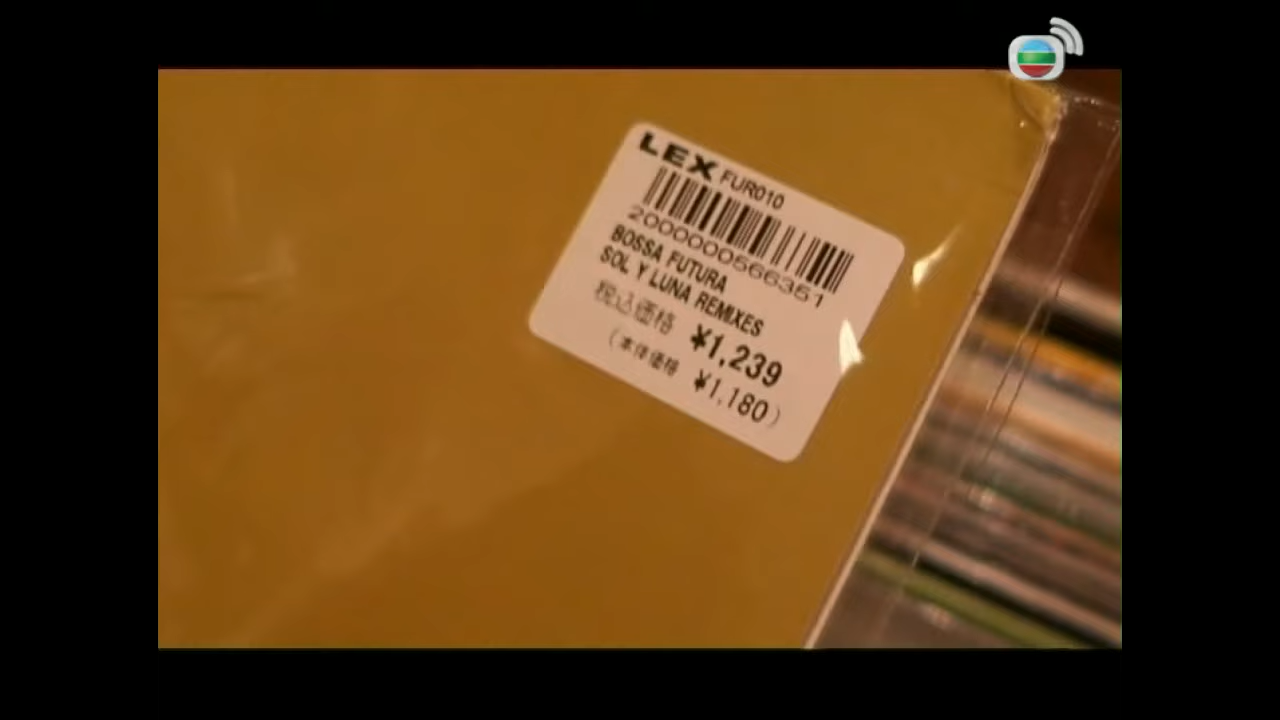 LEX FUR010
2000000566351
BOSSA FUTURA
SOL Y LUNA REMIXES
税込価格 ¥1,239
(本体価格 ¥1,180)